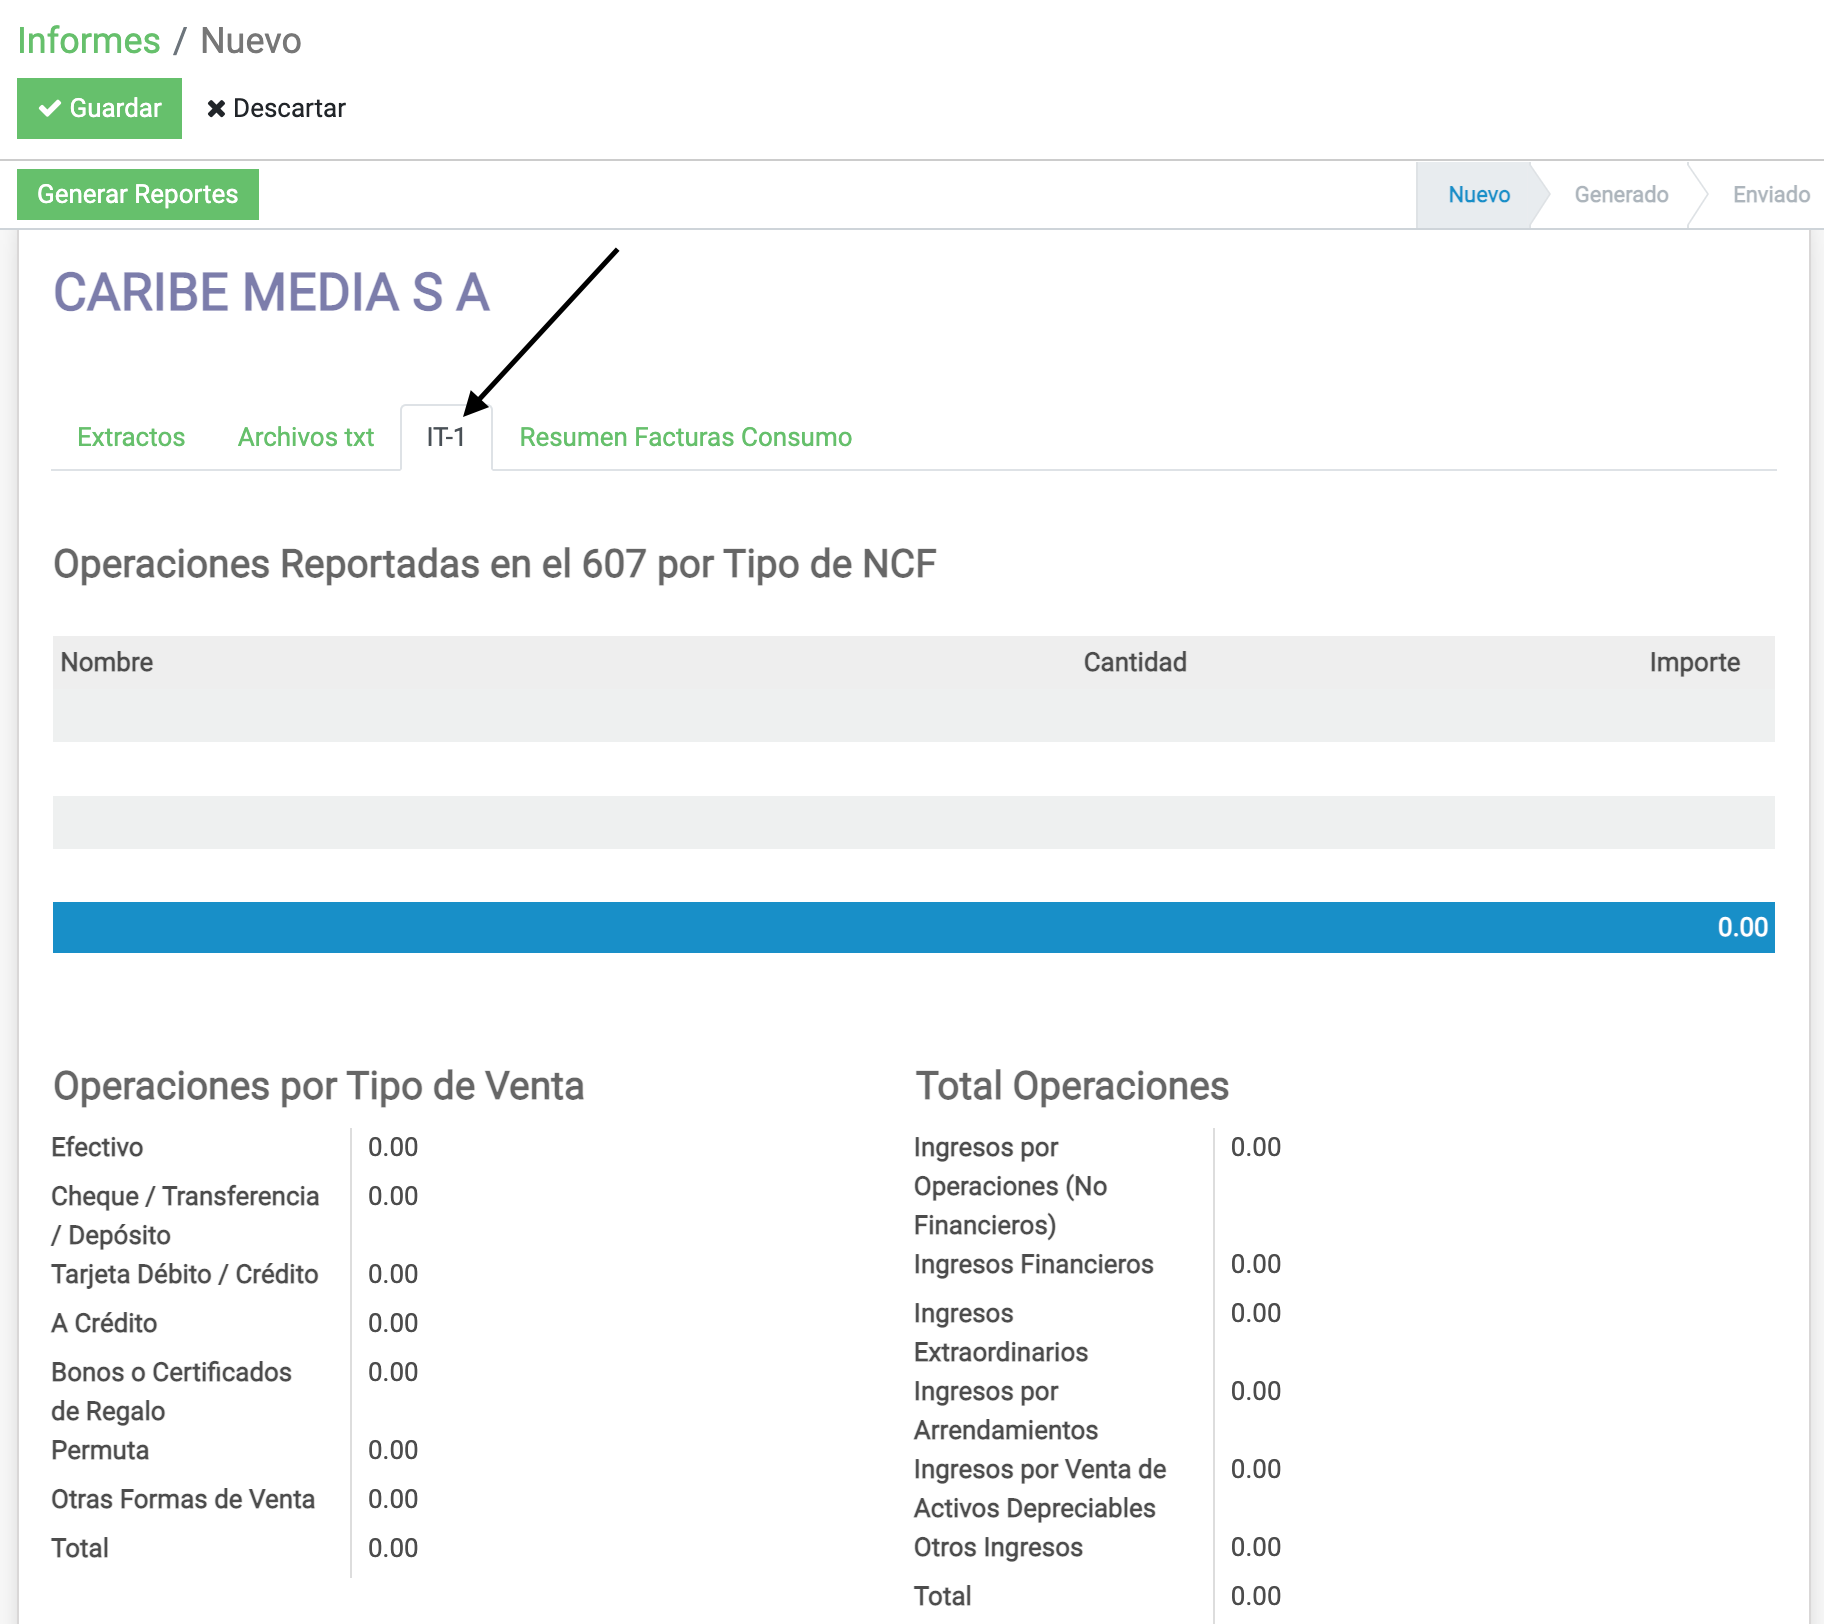 Informes / Nuevo
Guardar Descartar
Generar Reportes Nuevo Generado Enviado
CARIBE MEDIA S A
Extractos Archivos txt IT-1 Resumen Facturas Consumo
Operaciones Reportadas en el 607 por Tipo de NCF
Nombre Cantidad Importe
0.00
Operaciones por Tipo de Venta
Efectivo 0.00
Cheque / Transferencia 0.00
/ Depósito
Tarjeta Débito / Crédito 0.00
A Crédito 0.00
Bonos o Certificados 0.00
de Regalo
Permuta 0.00
Otras Formas de Venta 0.00
Total 0.00
Total Operaciones
Ingresos por 0.00
Operaciones (No
Financieros)
Ingresos Financieros 0.00
Ingresos 0.00
Extraordinarios
Ingresos por 0.00
Arrendamientos
Ingresos por Venta de 0.00
Activos Depreciables
Otros Ingresos 0.00
Total 0.00